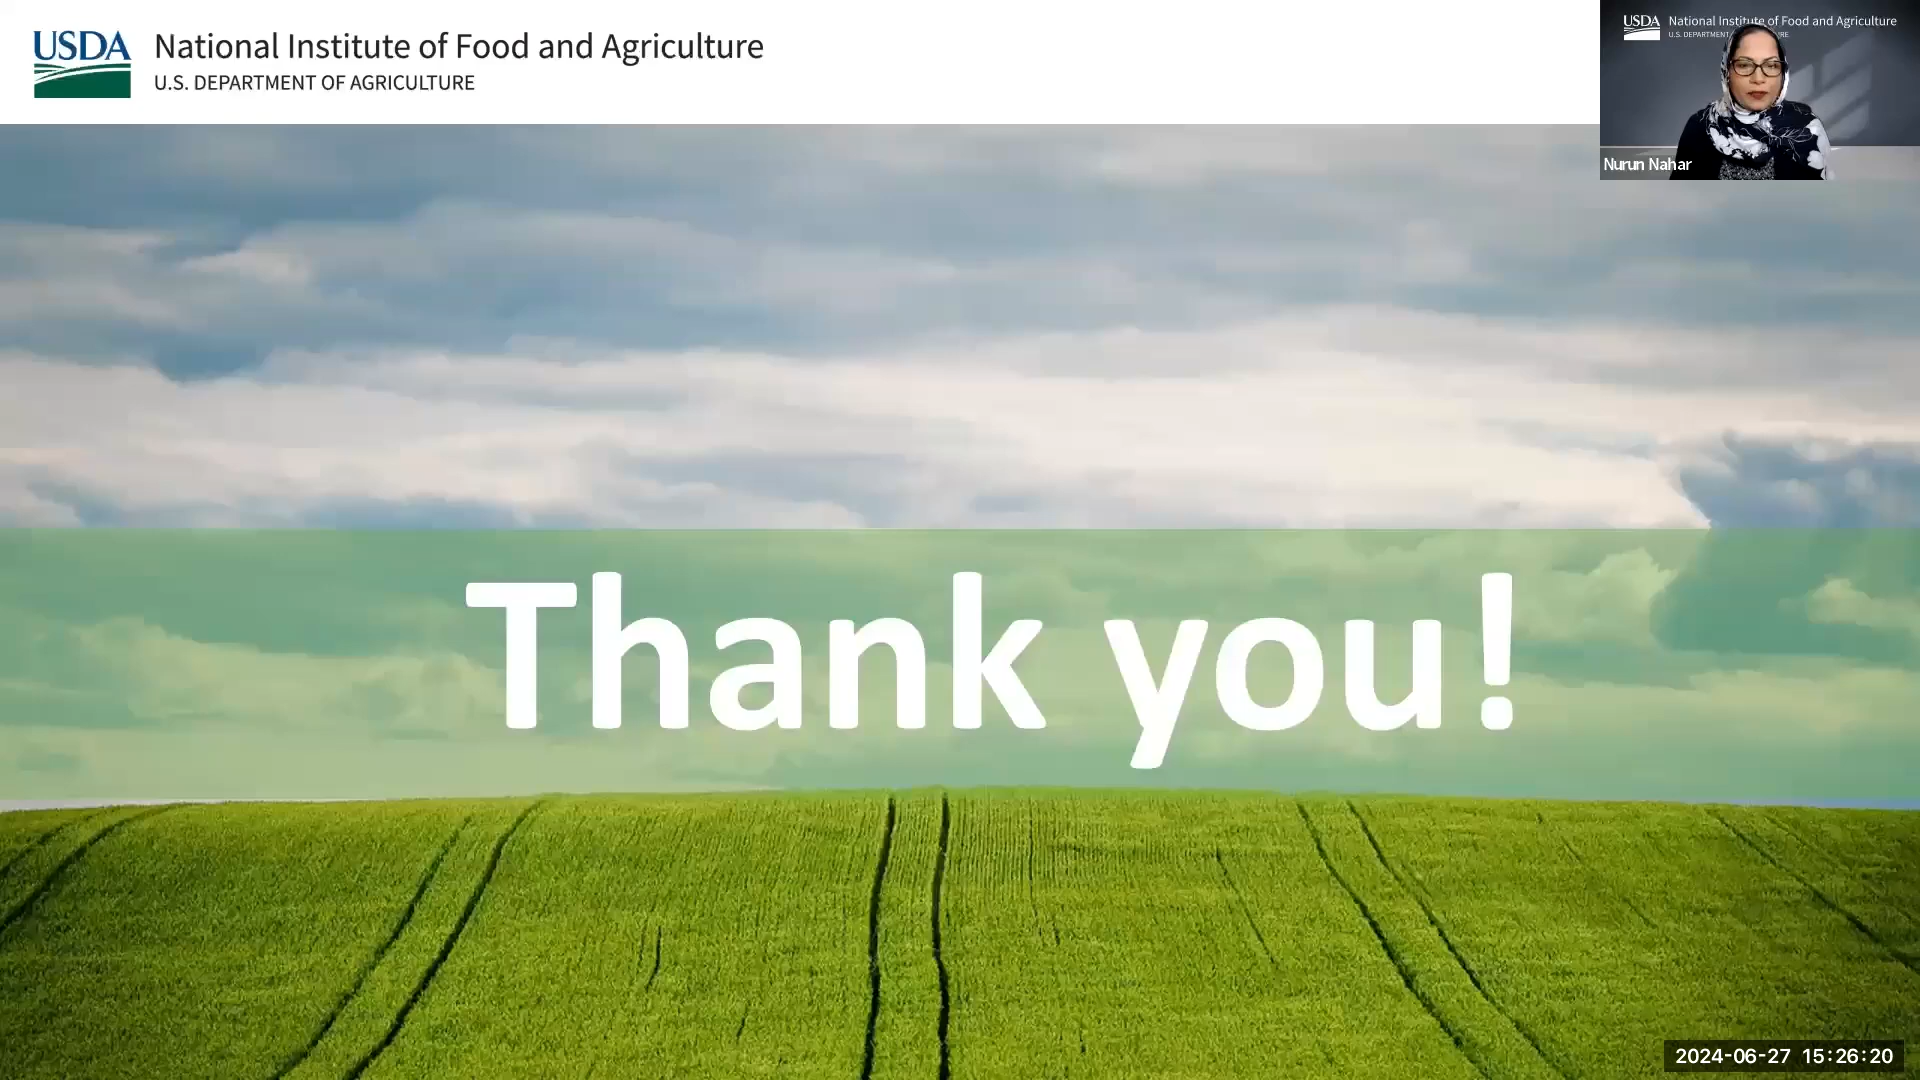 USDA
National Institute of Food and Agriculture
U.S. DEPARTMENT OF AGRICULTURE
USDA
National Institute of Food and Agriculture
U.S. DEPARTMENT
Nurun Nahar
Thank you!
2024-06-27 15:26:20